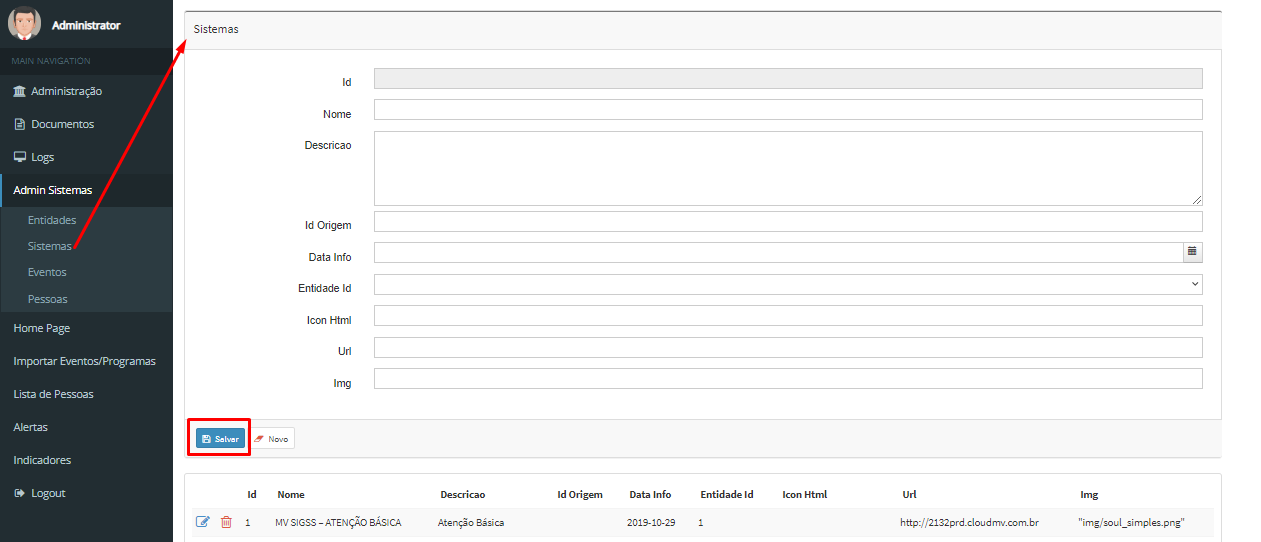 Administrator
MAIN NAVIGATION
Administração
Documentos
Logs
Admin Sistemas
Entidades
Sistemas
Eventos
Pessoas
Home Page
Importar Eventos/Programas
Lista de Pessoas
Alertas
Indicadores
Logout
Sistemas
Id
Nome
Descricao
Id Origem
Data Info
Entidade Id
Icon Html
Url
Img
Salvar Novo
Id Nome Descricao Id Origem Data Info Entidade Id Icon Html Url Img
1 MV SIGSS – ATENÇÃO BÁSICA Atenção Básica 2019-10-29 1 http://2132prd.cloudmv.com.br "img/soul_simples.png"